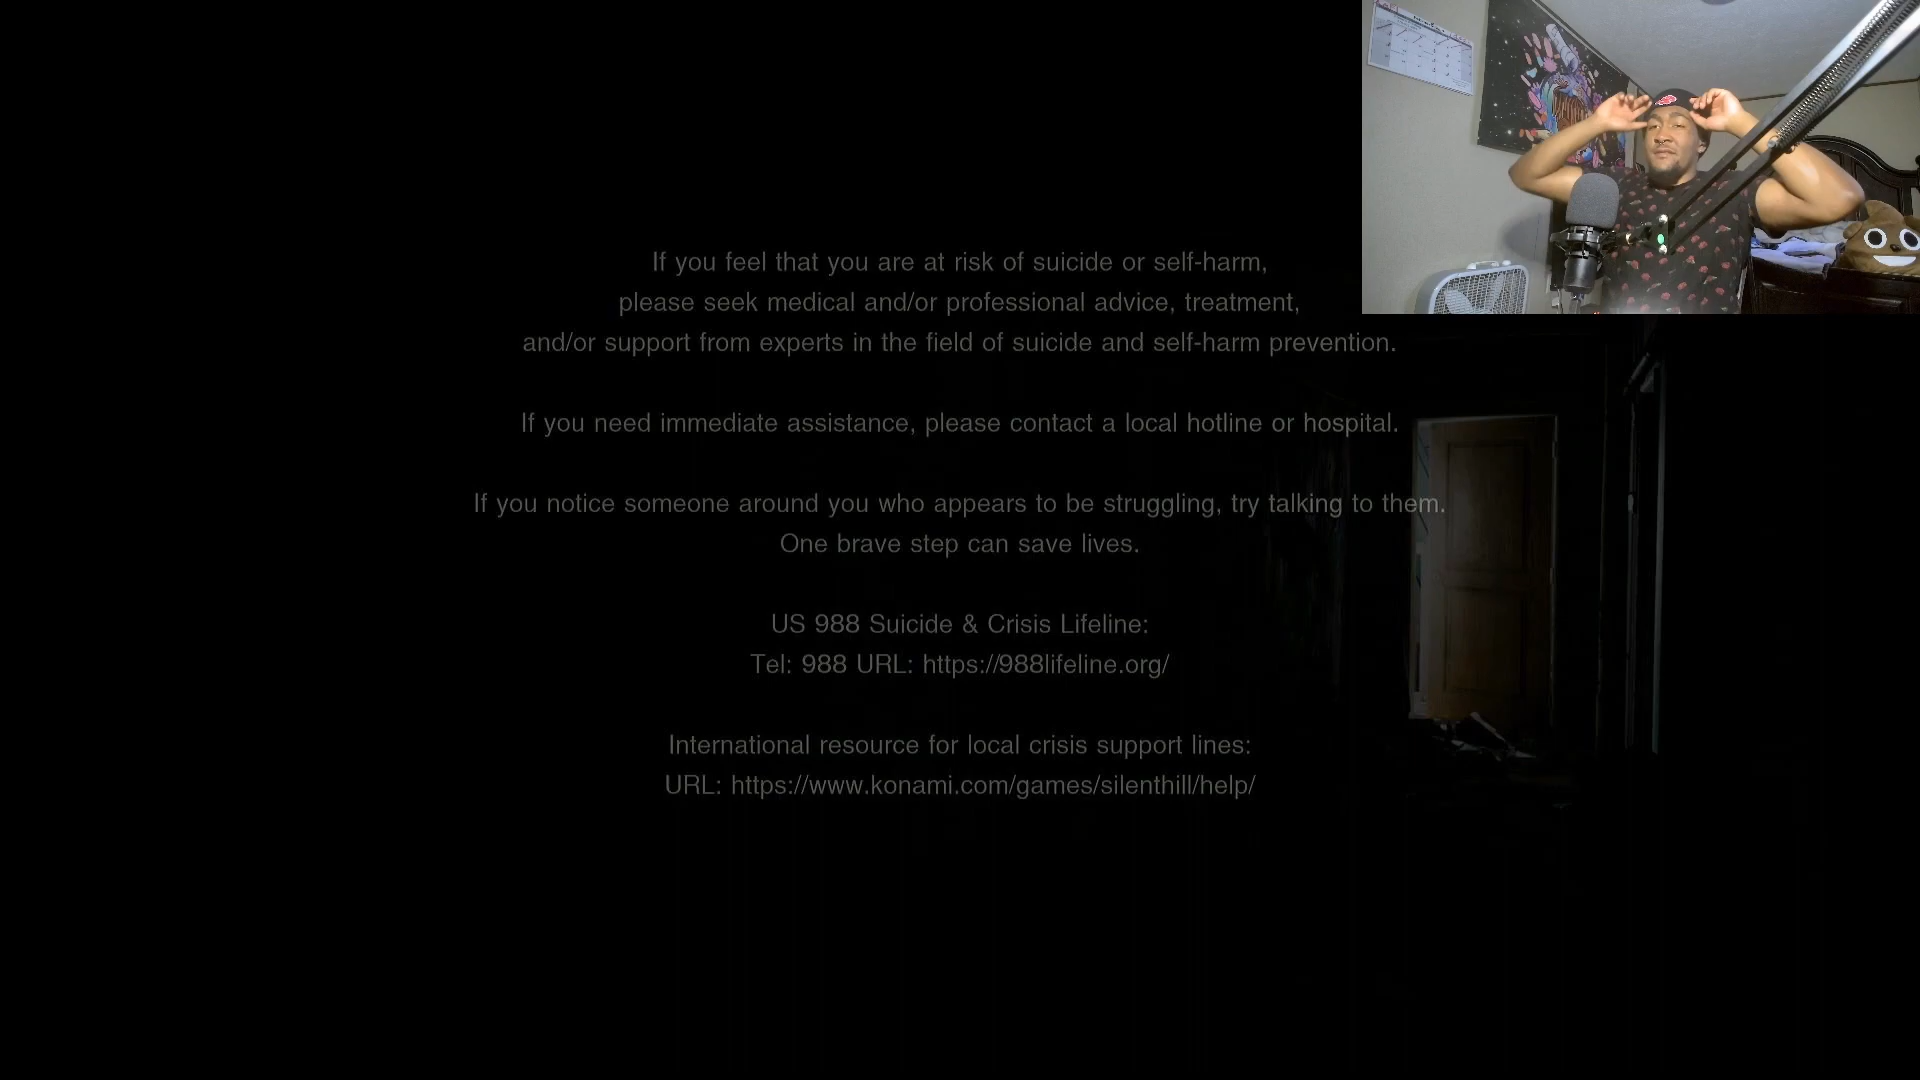 If you feel that you are at risk of suicide or self-harm,
please seek medical and/or professional advice, treatment,
and/or support from experts in the field of suicide and self-harm prevention.
If you need immediate assistance, please contact a local hotline or hospital.
If you notice someone around you who appears to be struggling, try talking to them.
One brave step can save lives.
US 988 Suicide & Crisis Lifeline:
Tel: 988 URL: https://988lifeline.org/
International resource for local crisis support lines:
URL: https://www.konami.com/games/silenthill/help/